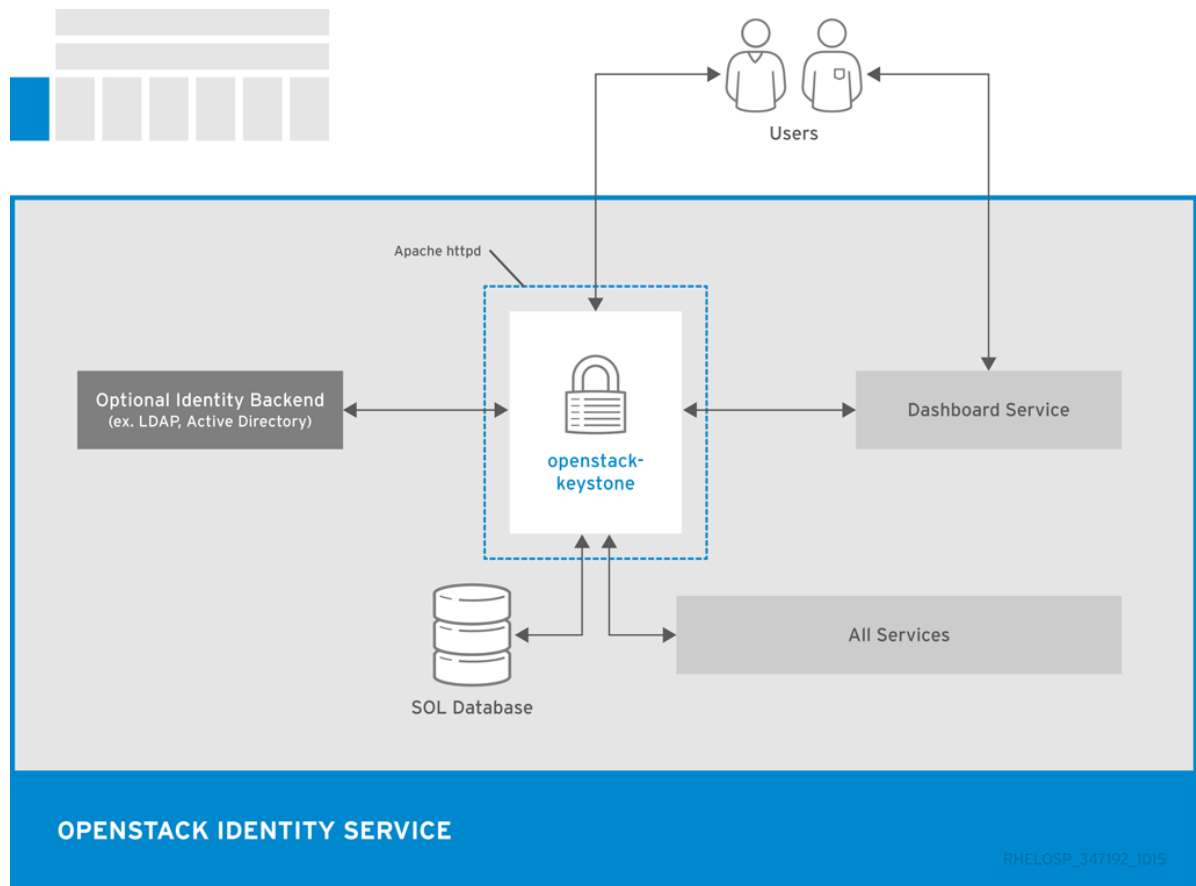 Users
Apache httpd
Optional Identity Backend
(ex. LDAP, Active Directory)
openstack-
keystone
Dashboard Service
All Services
SOL Database
OPENSTACK IDENTITY SERVICE
RHELOSP_347192_1015